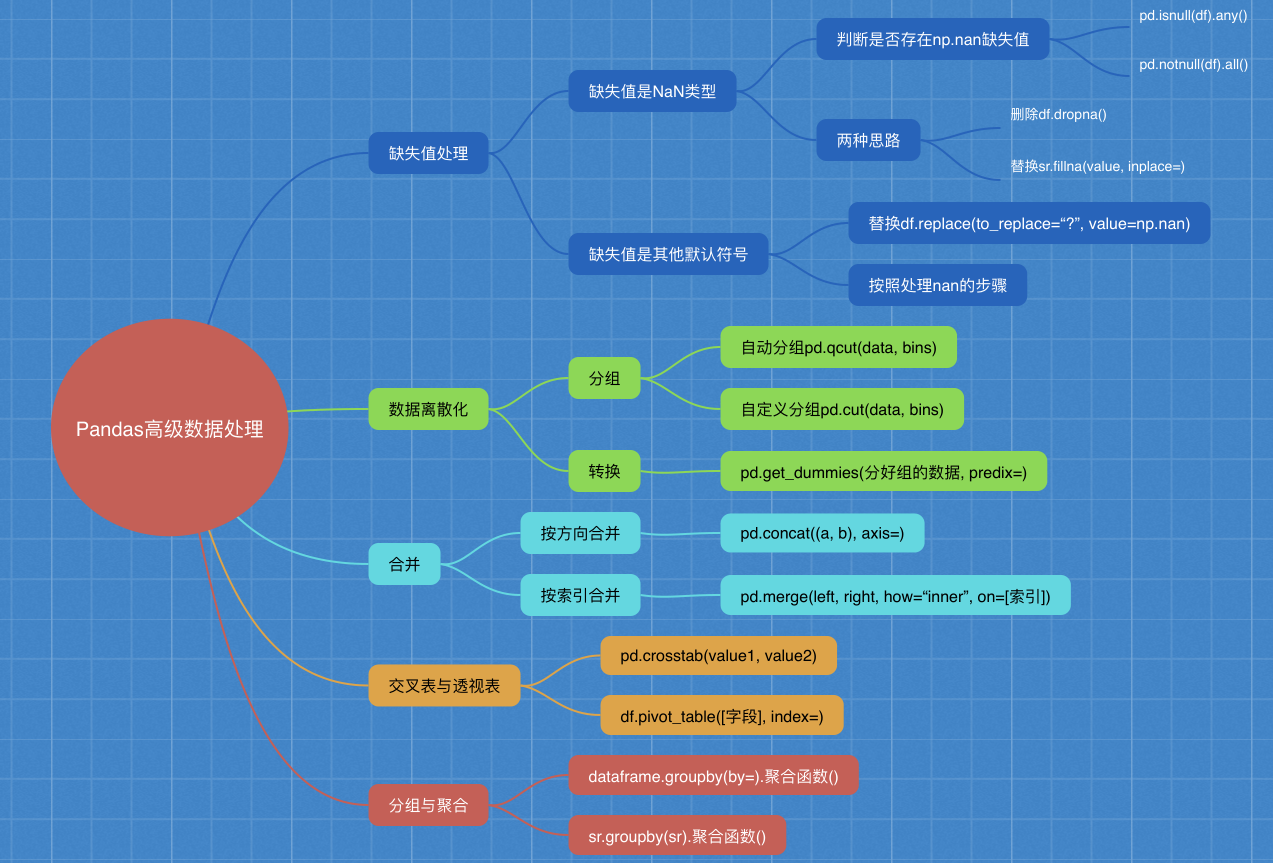 Pandas高级数据处理
缺失值处理
缺失值是NaN类型
判断是否存在np.nan缺失值
pd.isnull(df).any()
pd.notnull(df).all()
两种思路
删除df.dropna()
替换sr.fillna(value, inplace=)
缺失值是其他默认符号
替换df.replace(to_replace=“?”, value=np.nan)
按照处理nan的步骤
数据离散化
分组
自动分组pd.qcut(data, bins)
自定义分组pd.cut(data, bins)
转换
pd.get_dummies(分好组的数据, predix=)
合并
按方向合并
pd.concat((a, b), axis=)
按索引合并
pd.merge(left, right, how=“inner”, on=[索引])
交叉表与透视表
pd.crosstab(value1, value2)
df.pivot_table([字段], index=)
分组与聚合
dataframe.groupby(by=).聚合函数()
sr.groupby(sr).聚合函数()